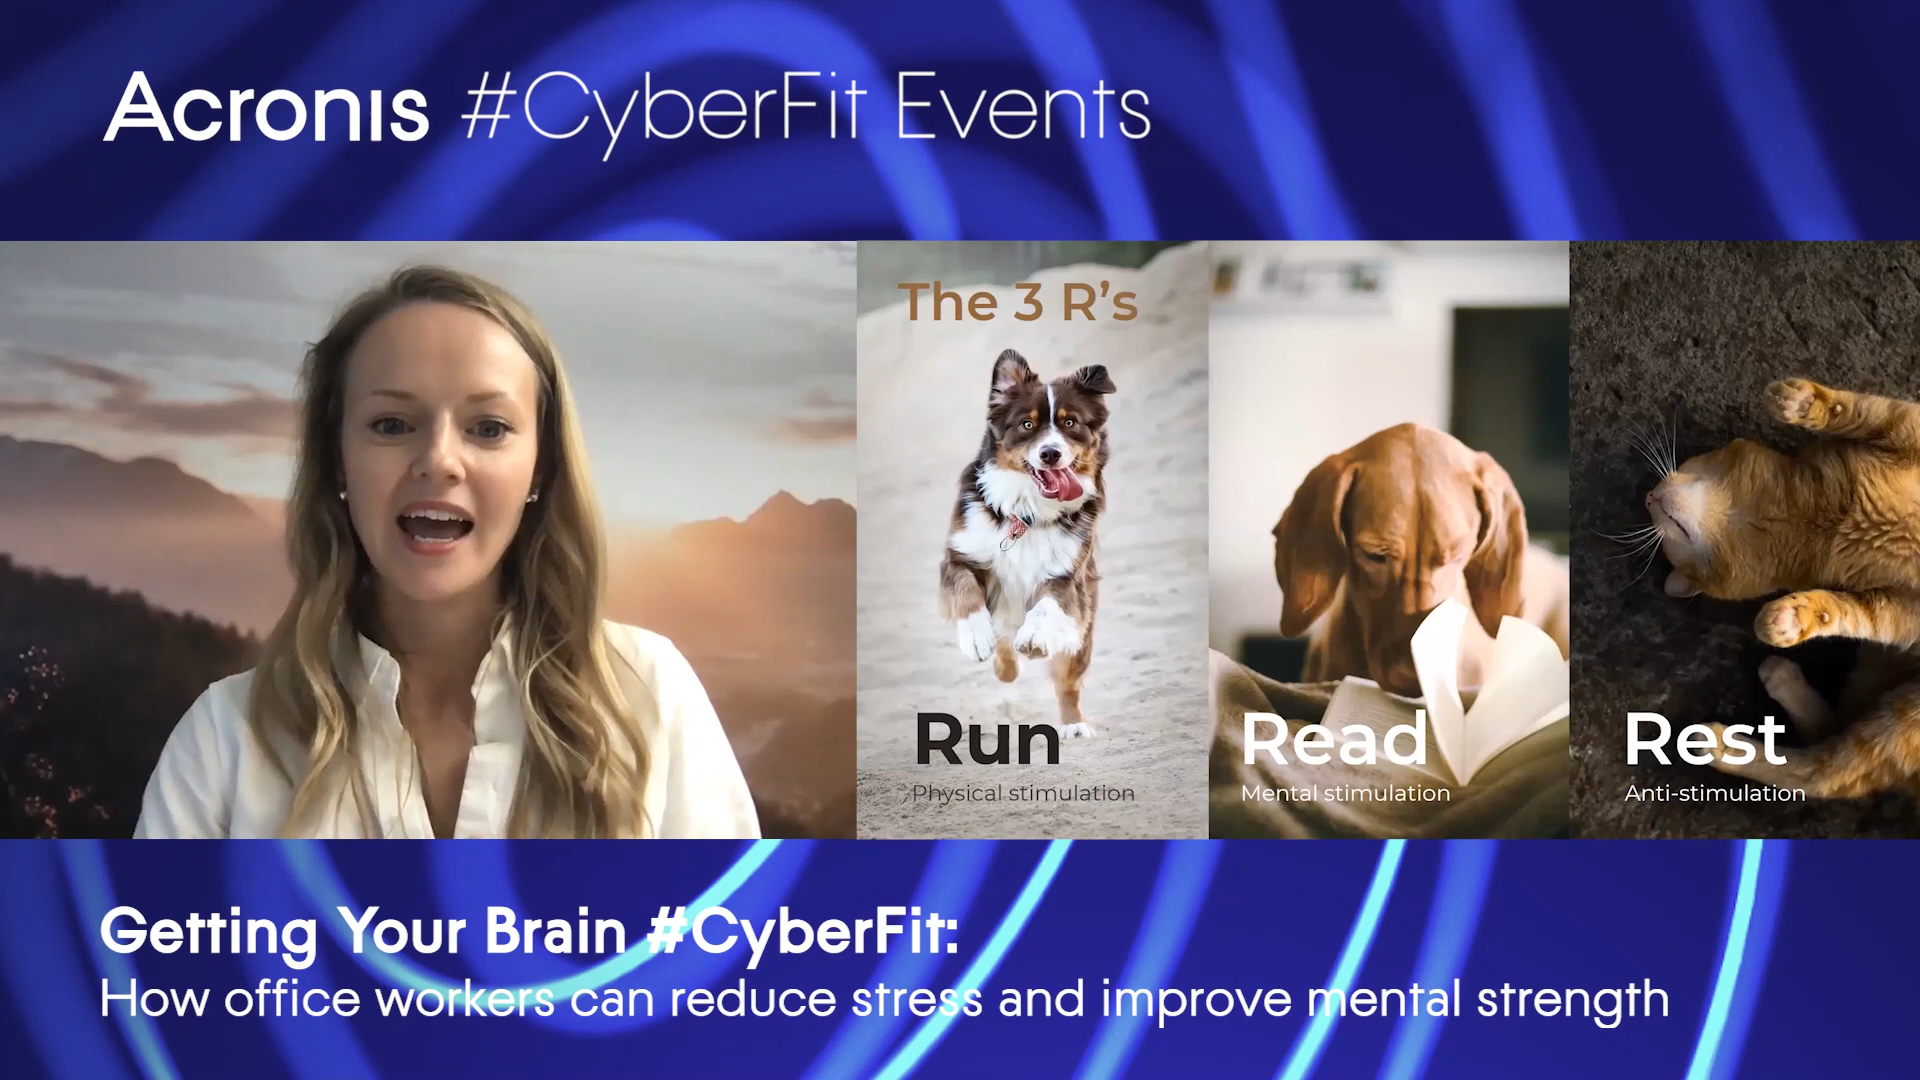 Acronis #CyberFit Events
The 3 R's
Run
Physical stimulation
Read
Mental stimulation
Rest
Anti-stimulation
Getting Your Brain #CyberFit:
How office workers can reduce stress and improve mental strength